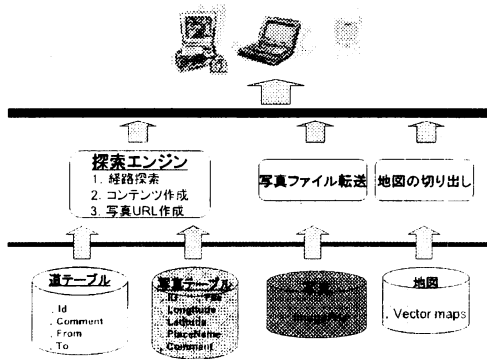 探索エンジン
1. 経路探索
2. コンテンツ作成
3. 写真URL作成
写真ファイル転送
地図の切り出し
道テーブル
. Id
. Comment
. From
. To
写真テーブル
. Longitude
. Latitude
. PlaceName
. Comment
写真
地図
. Vector maps